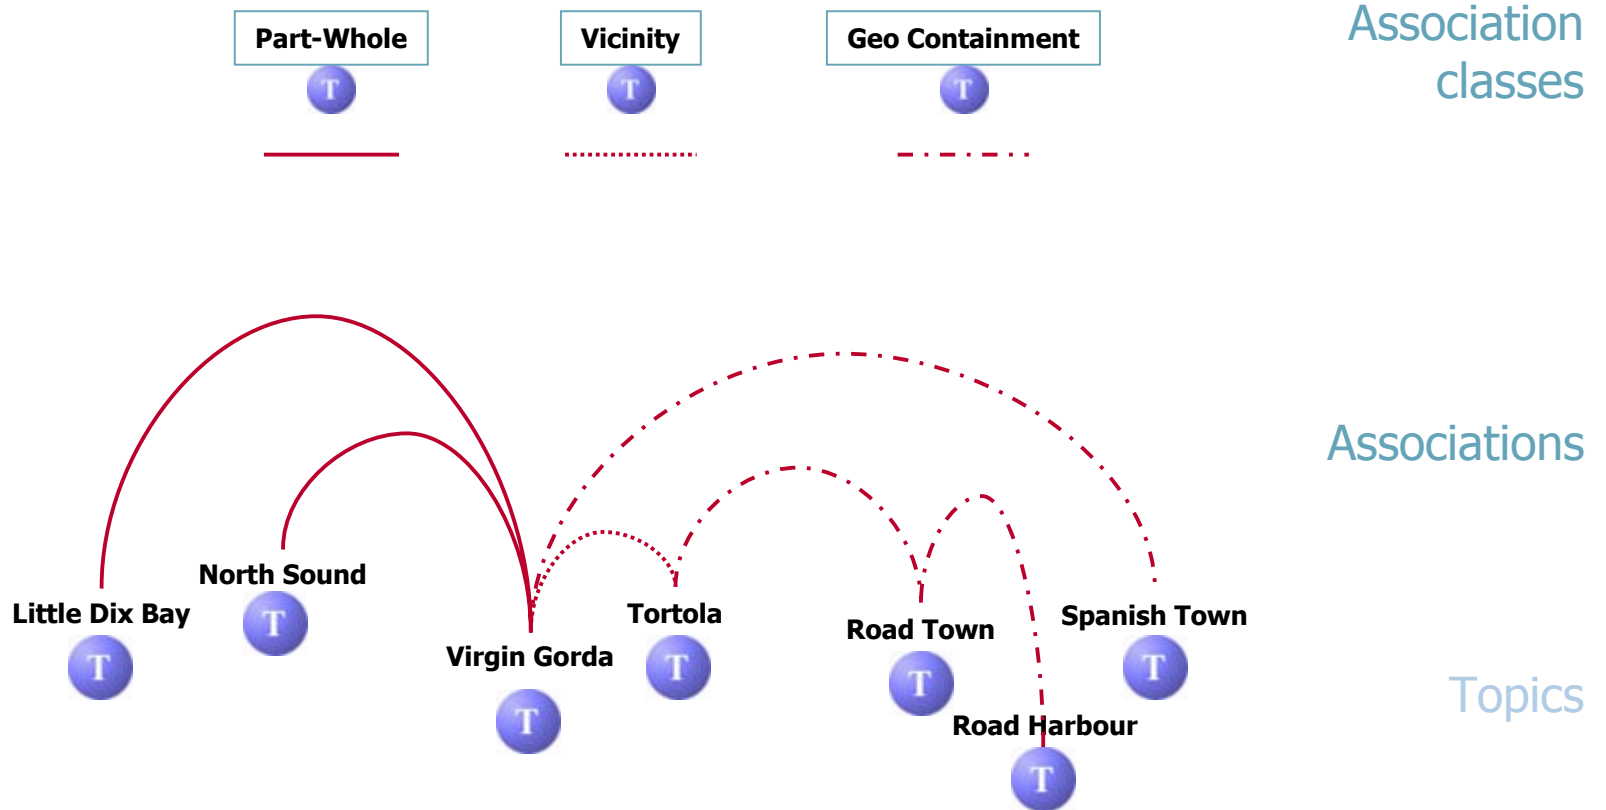 Association
classes
Part-Whole
Vicinity
Geo Containment
T
T
T
Associations
North Sound
Little Dix Bay
Tortola
Spanish Town
Road Town
Virgin Gorda
T
T
T
T
T
T
Topics
Road Harbour
T